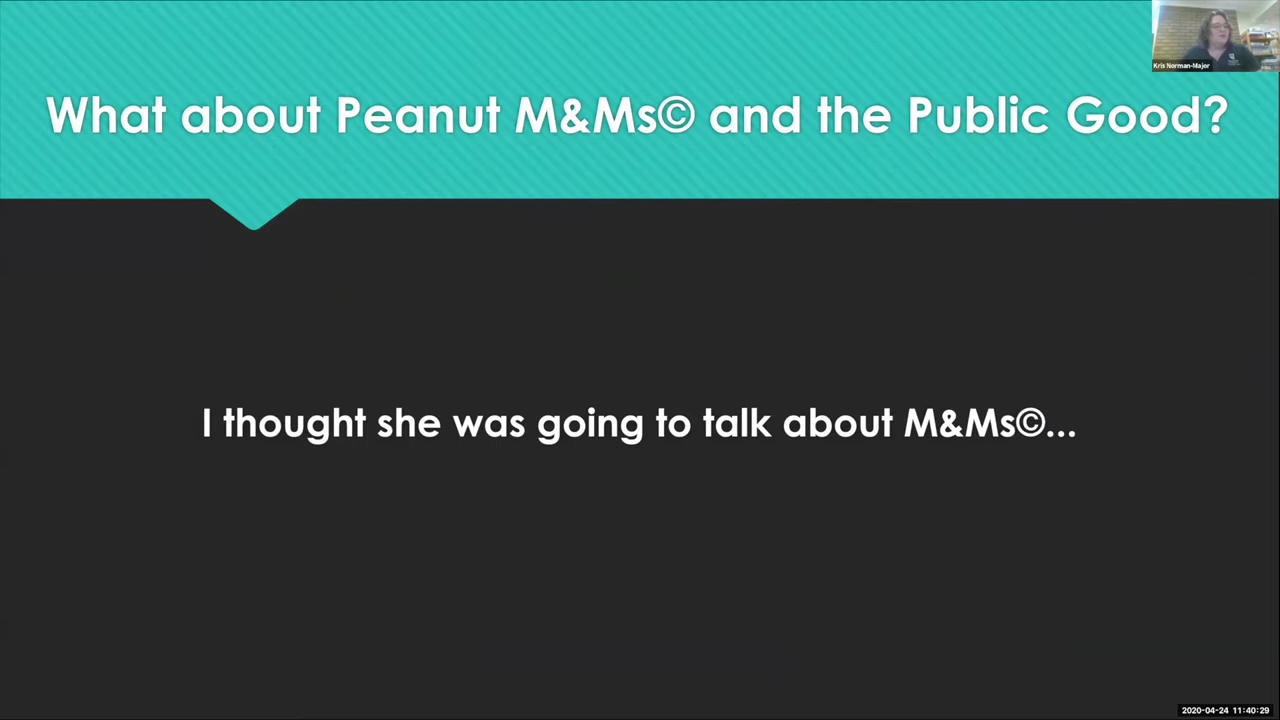 Kris Norman-Major
What about Peanut M&Ms© and the Public Good?
I thought she was going to talk about M&Ms©...
2020-04-24 11:40:29